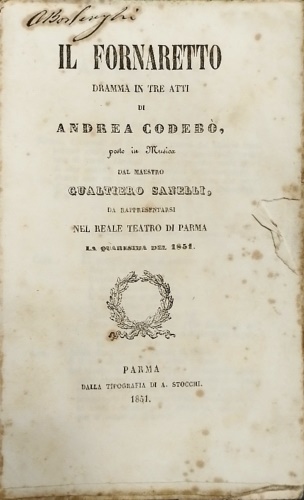 A Borlenghi
IL FORNARETTO
DRAMMA IN TRE ATTI
DI
ANDREA CODEBÒ,
posto in Musica
DAL MAESTRO
GUALTIERO SANELLI,
DA RAPPRESENTARSI
NEL REALE TEATRO DI PARMA
LA QUARESIMA DEL 1851.
PARMA
DALLA TIPOGRAFIA DI A. STOCCHI.
1851.